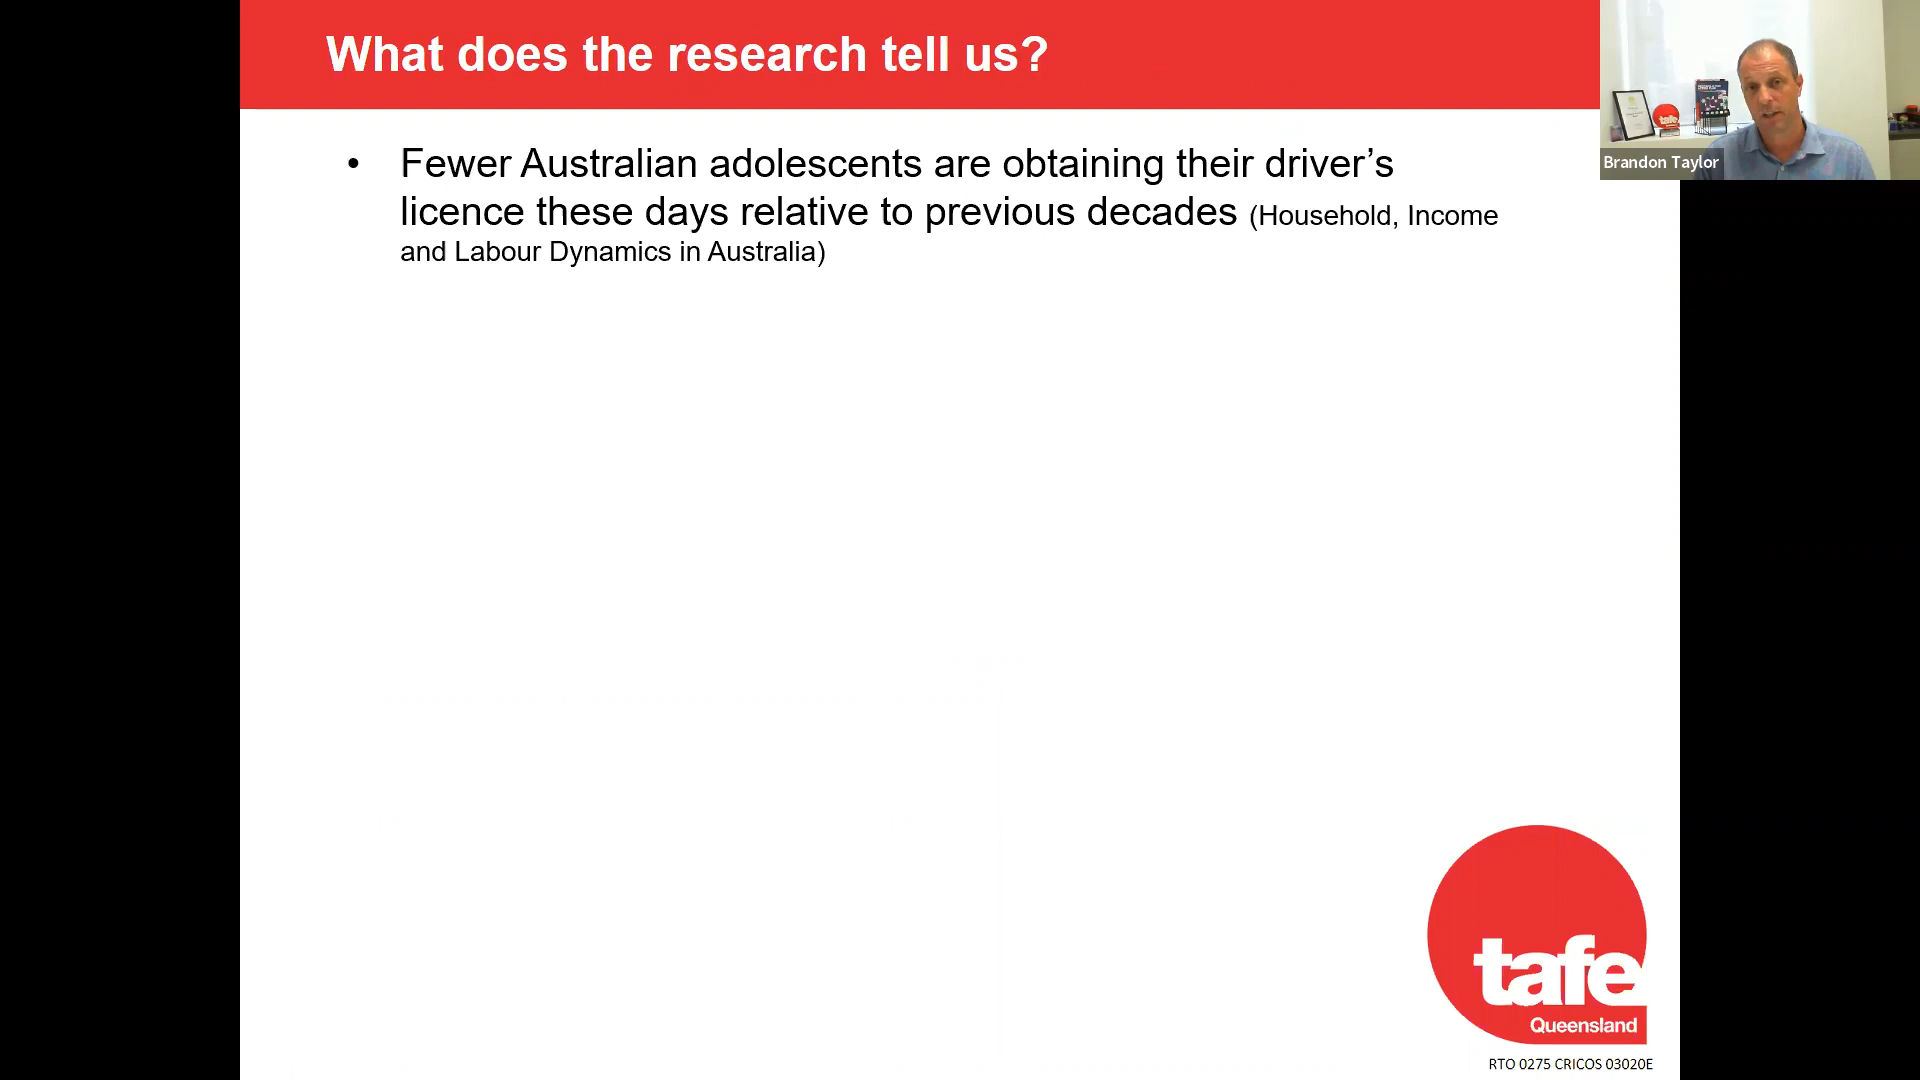 What does the research tell us?
• Fewer Australian adolescents are obtaining their driver’s
licence these days relative to previous decades (Household, Income
and Labour Dynamics in Australia)
Brandon Taylor
tafe
tafe
Queensland
RTO 0275 CRICOS 03020E